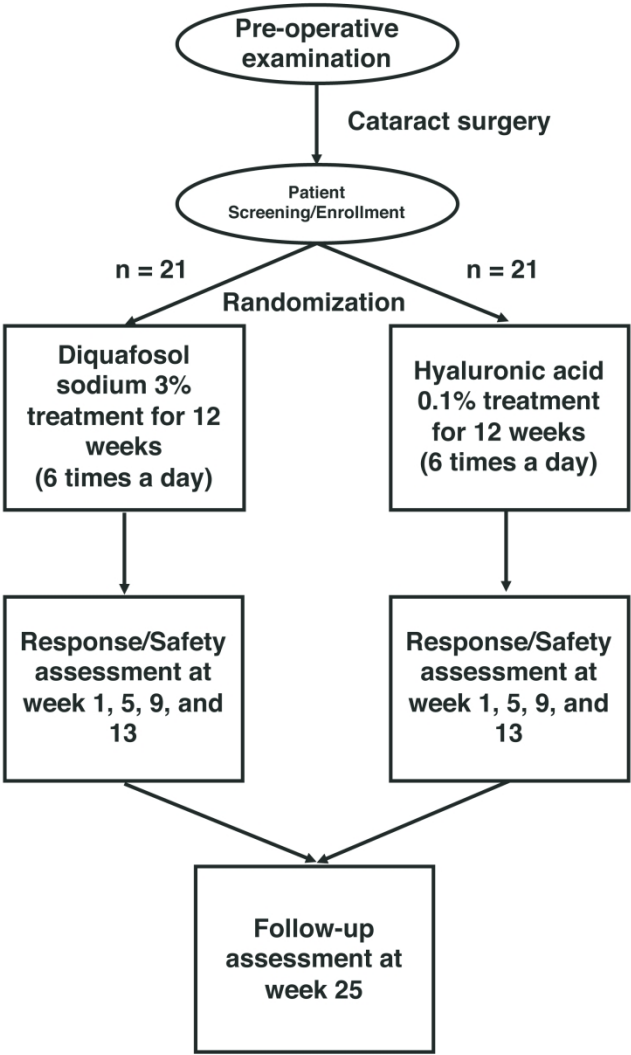 Pre-operative
examination
Cataract surgery
Patient
Screening/Enrollment
n = 21
n = 21
Randomization
Diquafosol
sodium 3%
treatment for 12
weeks
(6 times a day)
Hyaluronic acid
0.1% treatment
for 12 weeks
(6 times a day)
Response/Safety
assessment at
week 1, 5, 9, and
13
Response/Safety
assessment at
week 1, 5, 9, and
13
Follow-up
assessment at
week 25